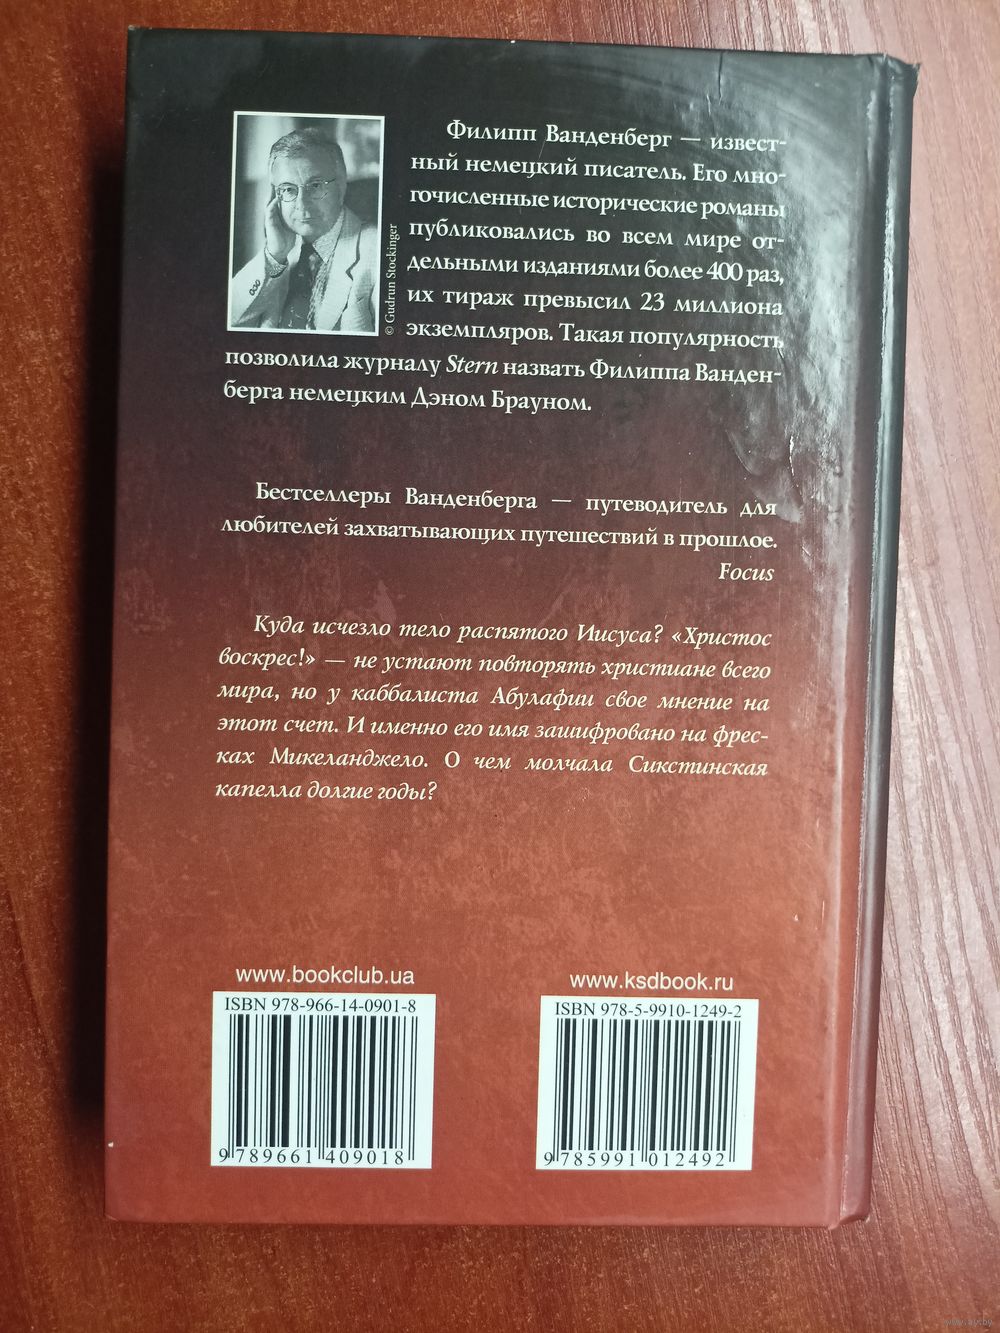 Филипп Ванденберг — извест-
ный немецкий писатель. Его мно-
гочисленные исторические романы
публиковались во всем мире от-
дельными изданиями более 400 раз,
их тираж превысил 23 миллиона
экземпляров. Такая популярность
позволила журналу Stern назвать Филиппа Ванден-
берга немецким Дэном Брауном.
© Gudrun Stockinger
Бестселлеры Ванденберга — путеводитель для
любителей захватывающих путешествий в прошлое.
Focus
Куда исчезло тело распятого Иисуса? «Христос
воскрес!» — не устают повторять христиане всего
мира, но у каббалиста Абулафии свое мнение на
этот счет. И именно его имя зашифровано на фрес-
ках Микеланджело. О чем молчала Сикстинская
капелла долгие годы?
www.bookclub.ua
ISBN 978-966-14-0901-8
9 789661 409018
www.ksdbook.ru
ISBN 978-5-9910-1249-2
9 785991 012492
www.ay.by